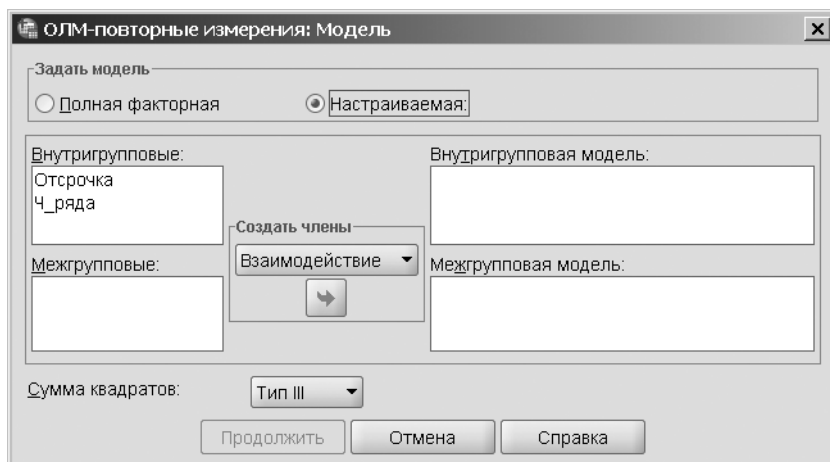 ОЛМ-повторные измерения: Модель
Задать модель
Полная факторная
Настраиваемая:
Внутригрупповые:
Отсрочка
Ч_ряда
Межгрупповые:
Создать члены
Взаимодействие
Внутригрупповая модель:
Межгрупповая модель:
Сумма квадратов:
Тип III
Продолжить
Отмена
Справка